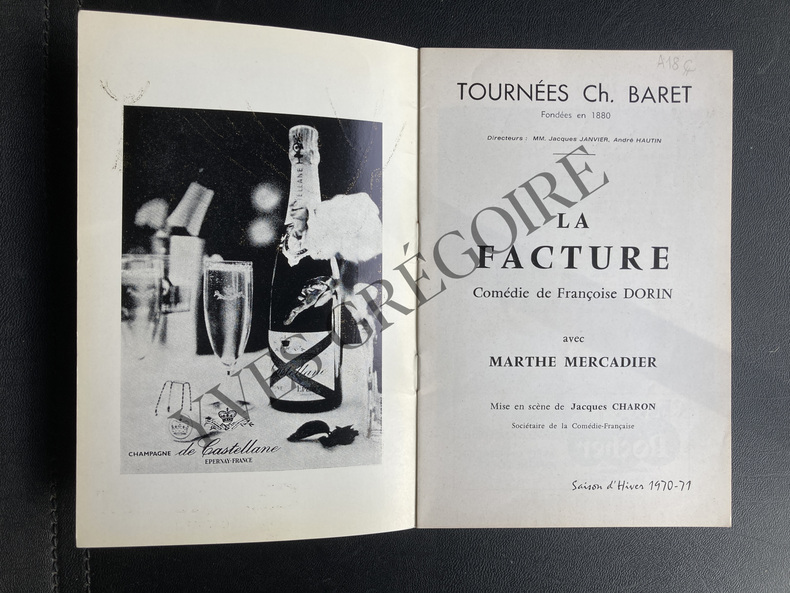 CHAMPAGNE de Castellane
EPERNAY-FRANCE
A18
TOURNÉES Ch. BARET
Fondées en 1880
Directeurs : MM. Jacques JANVIER, André HAUTIN
LA
FACTURE
Comédie de Françoise DORIN
avec
MARTHE MERCADIER
Mise en scène de Jacques CHARON
Sociétaire de la Comédie-Française
Saison d'Hiver 1970-71
YVES GRÉGOIRE